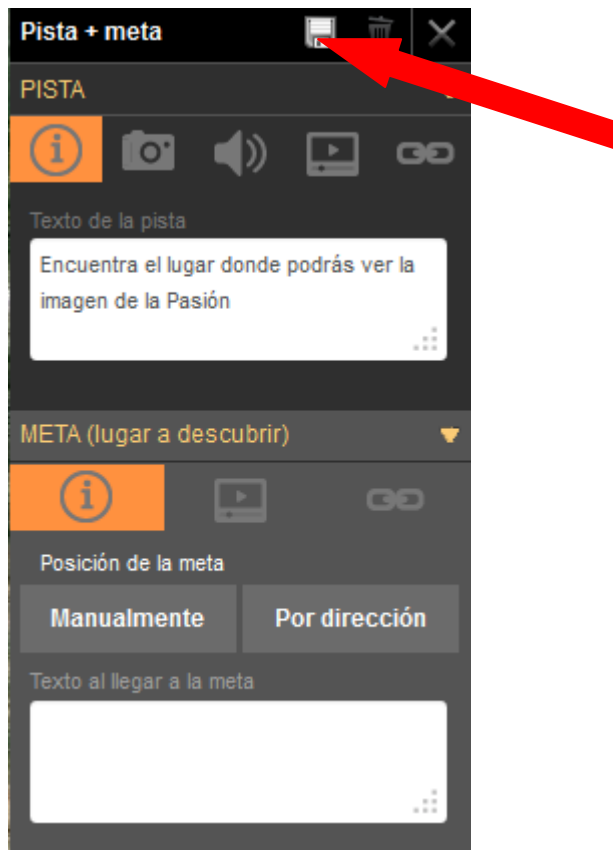 Pista + meta
PISTA
Texto de la pista
Encuentra el lugar donde podrás ver la
imagen de la Pasión
META (lugar a descubrir)
Posición de la meta
Manualmente Por dirección
Texto al llegar a la meta